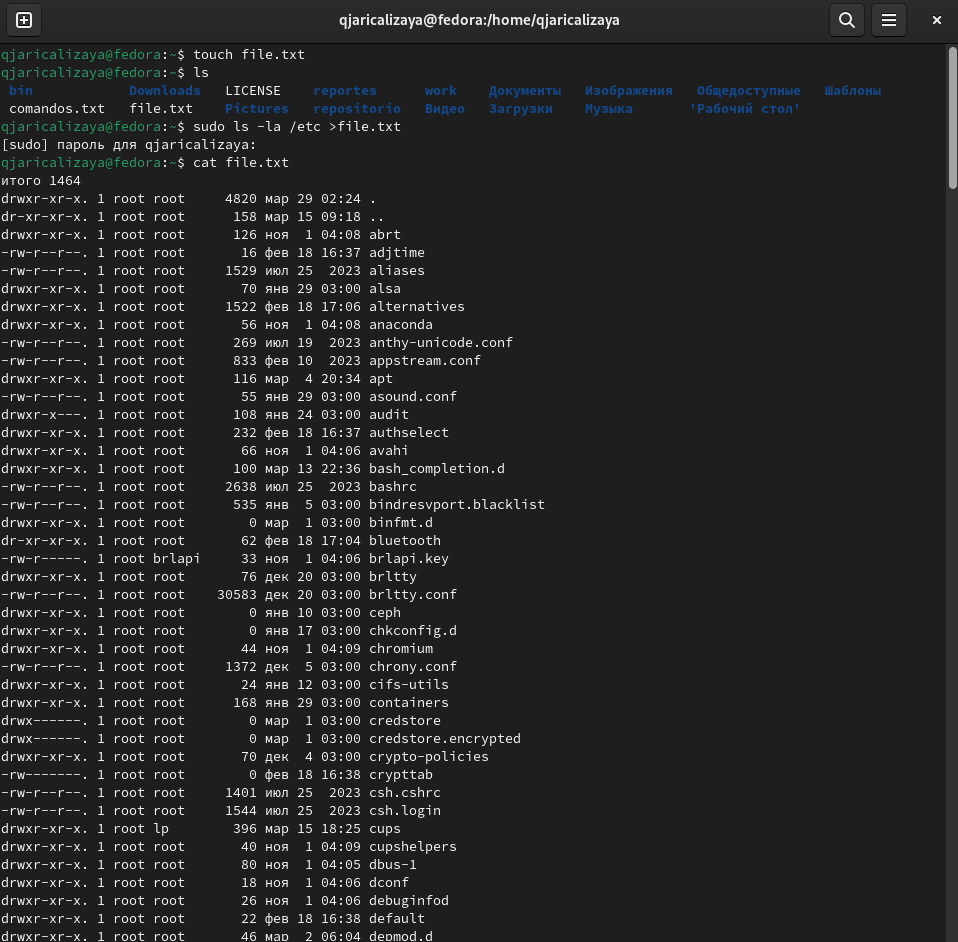 qjaricalizaya@fedora:/home/qjaricalizaya
qjaricalizaya@fedora:~$ touch file.txt
qjaricalizaya@fedora:~$ ls
bin Downloads LICENSE reportes work Документы Изображения Общедоступные Шаблоны
comandos.txt file.txt Pictures repositorio Видео Загрузки Музыка 'Рабочий стол'
qjaricalizaya@fedora:~$ sudo ls -la /etc >file.txt
[sudo] пароль для qjaricalizaya:
qjaricalizaya@fedora:~$ cat file.txt
итого 1464
drwxr-xr-x. 1 root root 4820 мар 29 02:24 .
dr-xr-xr-x. 1 root root 158 мар 15 09:18 ..
drwxr-xr-x. 1 root root 126 ноя 1 04:08 abrt
-rw-r--r--. 1 root root 16 фев 18 16:37 adjtime
-rw-r--r--. 1 root root 1529 июл 25 2023 aliases
drwxr-xr-x. 1 root root 70 янв 29 03:00 alsa
drwxr-xr-x. 1 root root 1522 фев 18 17:06 alternatives
drwxr-xr-x. 1 root root 56 ноя 1 04:08 anaconda
-rw-r--r--. 1 root root 269 июл 19 2023 anthy-unicode.conf
-rw-r--r--. 1 root root 833 фев 10 2023 appstream.conf
drwxr-xr-x. 1 root root 116 мар 4 20:34 apt
-rw-r--r--. 1 root root 55 янв 29 03:00 asound.conf
drwxr-x---. 1 root root 108 янв 24 03:00 audit
drwxr-xr-x. 1 root root 232 фев 18 16:37 authselect
drwxr-xr-x. 1 root root 66 ноя 1 04:06 avahi
drwxr-xr-x. 1 root root 100 мар 13 22:36 bash_completion.d
-rw-r--r--. 1 root root 2638 июл 25 2023 bashrc
-rw-r--r--. 1 root root 535 янв 5 03:00 bindresvport.blacklist
drwxr-xr-x. 1 root root 0 мар 1 03:00 binfmt.d
dr-xr-xr-x. 1 root root 62 фев 18 17:04 bluetooth
-rw-r-----. 1 root brlapi 33 ноя 1 04:06 brlapi.key
drwxr-xr-x. 1 root root 76 дек 20 03:00 brltty
-rw-r--r--. 1 root root 30583 дек 20 03:00 brltty.conf
drwxr-xr-x. 1 root root 0 янв 10 03:00 ceph
drwxr-xr-x. 1 root root 0 янв 17 03:00 chkconfig.d
drwxr-xr-x. 1 root root 44 ноя 1 04:09 chromium
-rw-r--r--. 1 root root 1372 дек 5 03:00 chrony.conf
drwxr-xr-x. 1 root root 24 янв 12 03:00 cifs-utils
drwxr-xr-x. 1 root root 168 янв 29 03:00 containers
drwx------. 1 root root 0 мар 1 03:00 credstore
drwx------. 1 root root 0 мар 1 03:00 credstore.encrypted
drwxr-xr-x. 1 root root 70 дек 4 03:00 crypto-policies
-rw-------. 1 root root 0 фев 18 16:38 crypttab
-rw-r--r--. 1 root root 1401 июл 25 2023 csh.cshrc
-rw-r--r--. 1 root root 1544 июл 25 2023 csh.login
drwxr-xr-x. 1 root lp 396 мар 15 18:25 cups
drwxr-xr-x. 1 root root 40 ноя 1 04:09 cupshelpers
drwxr-xr-x. 1 root root 80 ноя 1 04:05 dbus-1
drwxr-xr-x. 1 root root 18 ноя 1 04:06 dconf
drwxr-xr-x. 1 root root 26 ноя 1 04:06 debuginfod
drwxr-xr-x. 1 root root 22 фев 18 16:38 default
drwxr-xr-x. 1 root root 46 мар 2 06:04 depmod.d